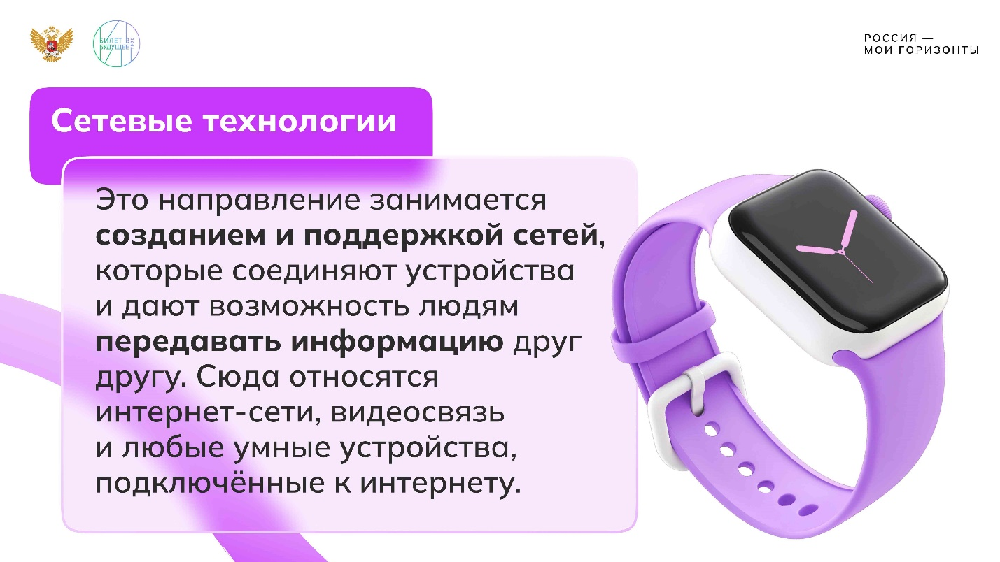 БИЛЕТ В
БУДУЩЕЕ
ТВОЁ
РОССИЯ —
МОИ ГОРИЗОНТЫ
Сетевые технологии
Это направление занимается
созданием и поддержкой сетей,
которые соединяют устройства
и дают возможность людям
передавать информацию друг
другу. Сюда относятся
интернет-сети, видеосвязь
и любые умные устройства,
подключённые к интернету.